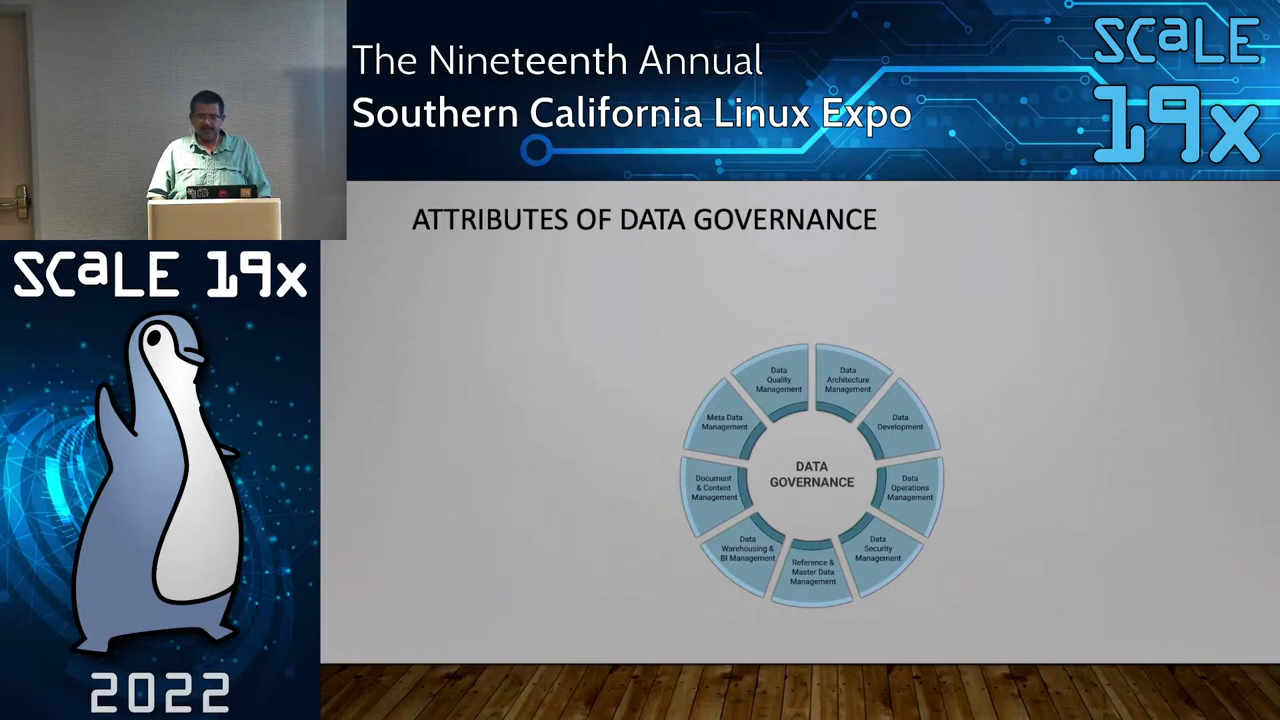 The Nineteenth Annual
Southern California Linux Expo
SCaLE
19x
SCaLE 19x
2022
ATTRIBUTES OF DATA GOVERNANCE
Data
Quality
Management
Data
Architecture
Management
Data
Development
Data
Operations
Management
Data
Security
Management
Reference &
Master Data
Management
Data
Warehousing &
BI Management
Document
& Content
Management
Meta Data
Management
DATA
GOVERNANCE